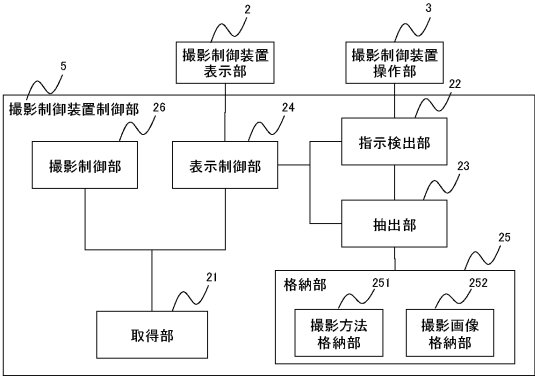 2
3
撮影制御装置
表示部
撮影制御装置
操作部
5
撮影制御装置制御部
26
24
22
撮影制御部
表示制御部
指示検出部
23
抽出部
25
格納部
21
251
252
取得部
撮影方法
格納部
撮影画像
格納部